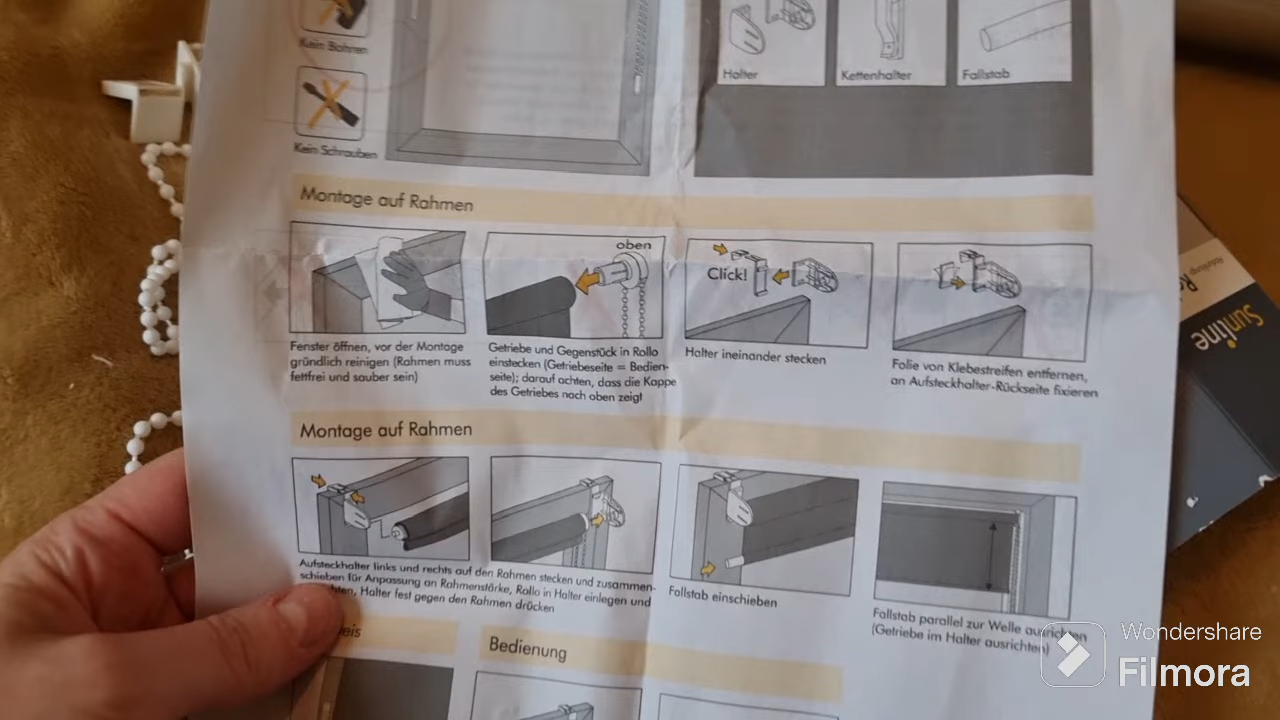 Kein Bohren
Kein Schrauben
Halter
Kettenhalter
Fallstab
Montage auf Rahmen
oben
Click!
Fenster öffnen, vor der Montage
gründlich reinigen (Rahmen muss
fettfrei und sauber sein)
Getriebe und Gegenstück in Rollo
einstecken (Getriebeseite = Bedien-
seite); darauf achten, dass die Kappe
des Getriebes nach oben zeigt
Halter ineinander stecken
Folie von Klebestreifen entfernen,
an Aufsteckhalter-Rückseite fixieren
Montage auf Rahmen
Aufsteckhalter links und rechts auf den Rahmen stecken und zusammen-
schieben für Anpassung an Rahmenstärke, Rollo in Halter einlegen und
Halter fest gegen den Rahmen drücken
Fallstab einschieben
Fallstab parallel zur Welle ausrichten
(Getriebe im Halter ausrichten)
Bedienung
Sunline
Wondershare
Filmora